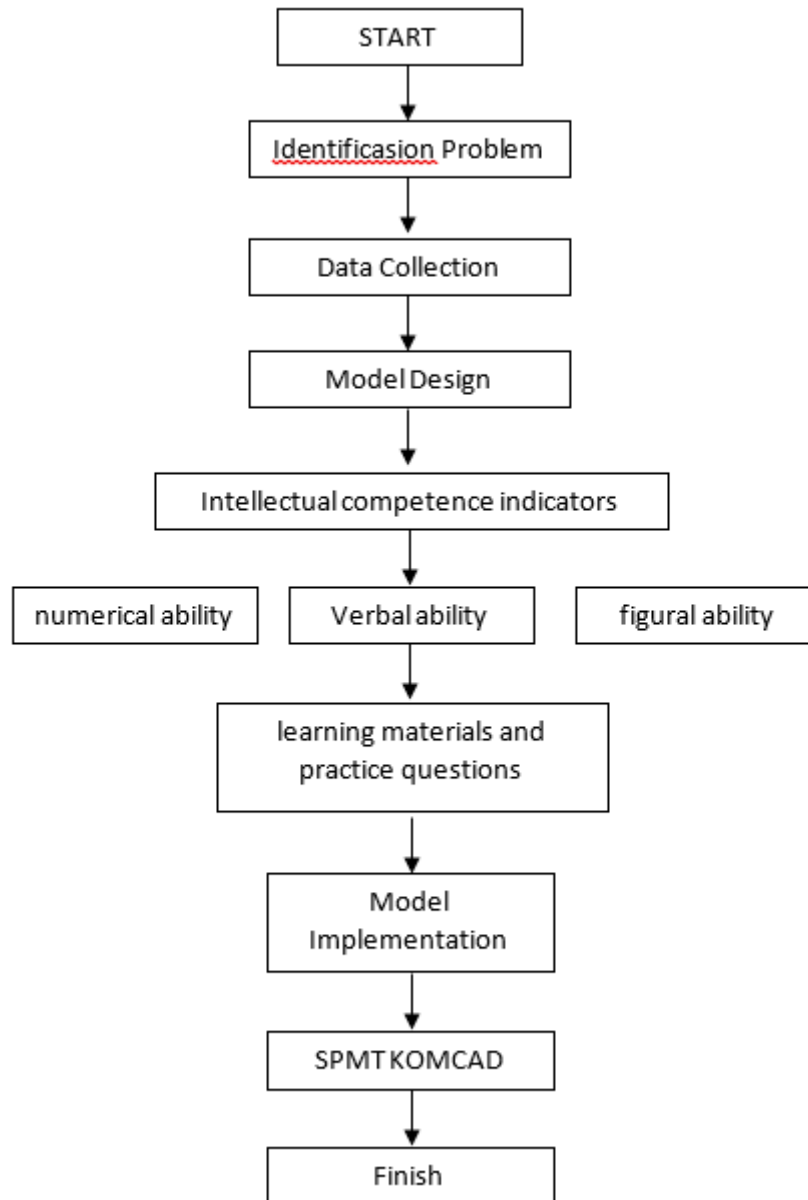 START
Identificasion Problem
Data Collection
Model Design
Intellectual competence indicators
numerical ability
Verbal ability
figural ability
learning materials and
practice questions
Model
Implementation
SPMT KOMCAD
Finish